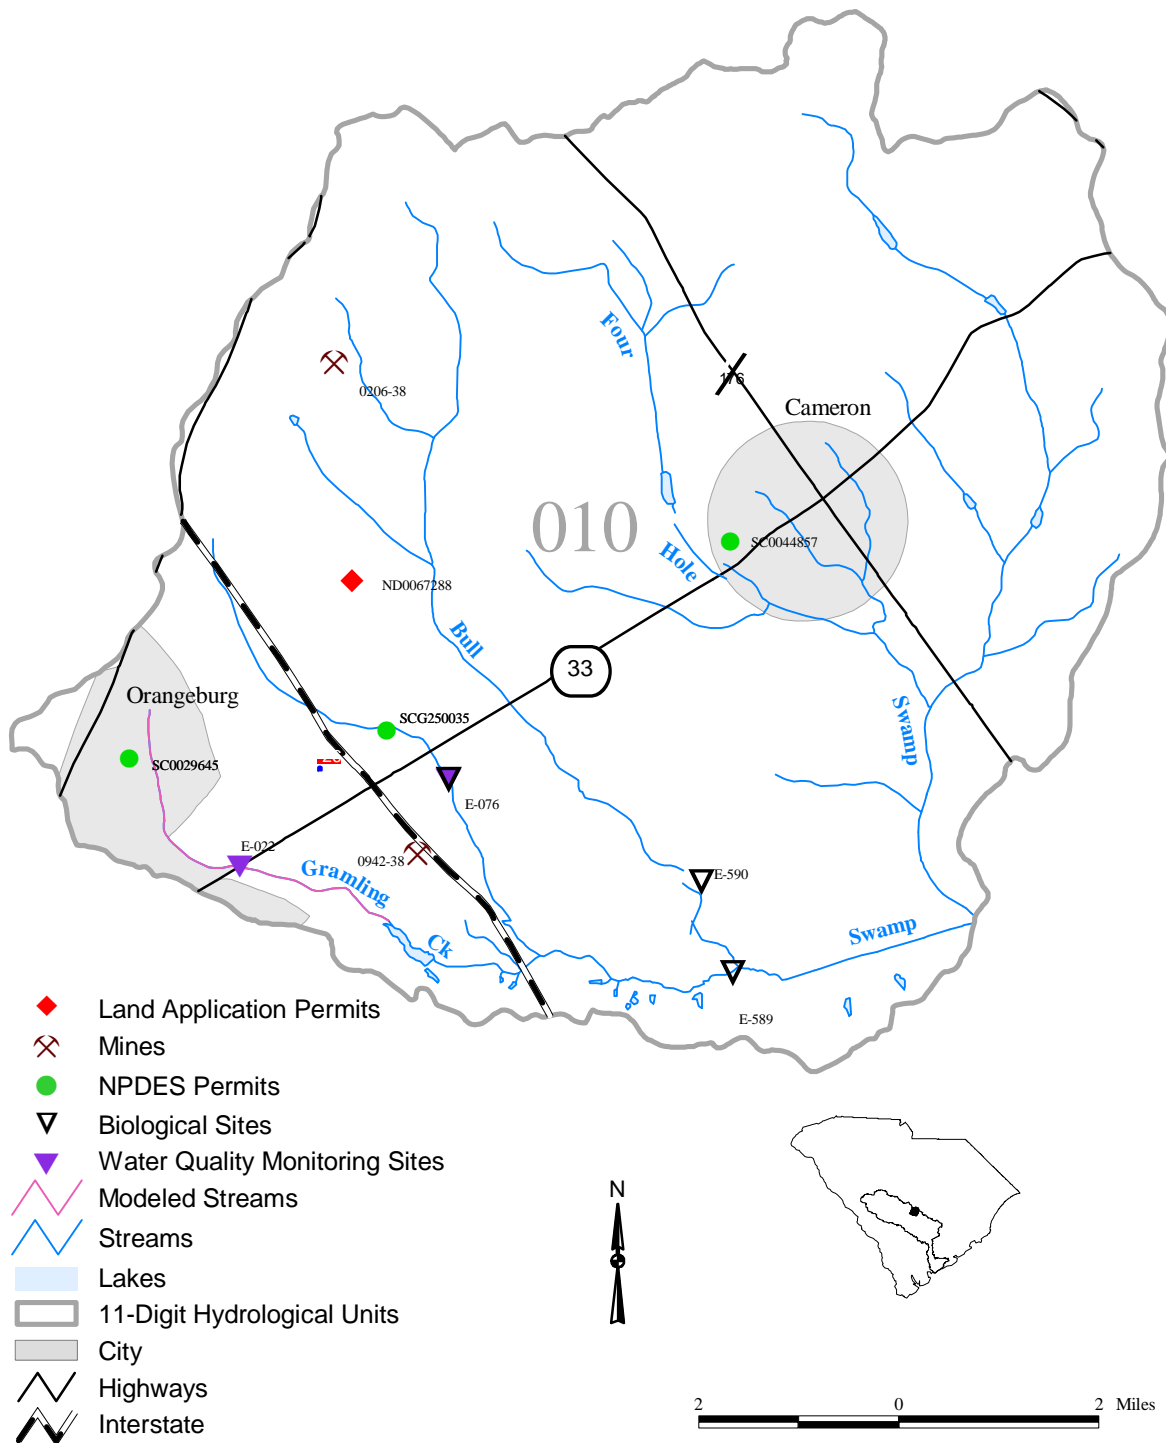 Four
0206-38
176
Cameron
010
SC0044857
Hole
ND0067288
Bull
33
Orangeburg
SCG250035
Swamp
SC0029645
26
E-076
E-022
0942-38
Gramling
E-590
Ck
Swamp
E-589
Land Application Permits
Mines
NPDES Permits
Biological Sites
Water Quality Monitoring Sites
Modeled Streams
N
Streams
Lakes
11-Digit Hydrological Units
City
Highways
2 0 2 Miles
Interstate